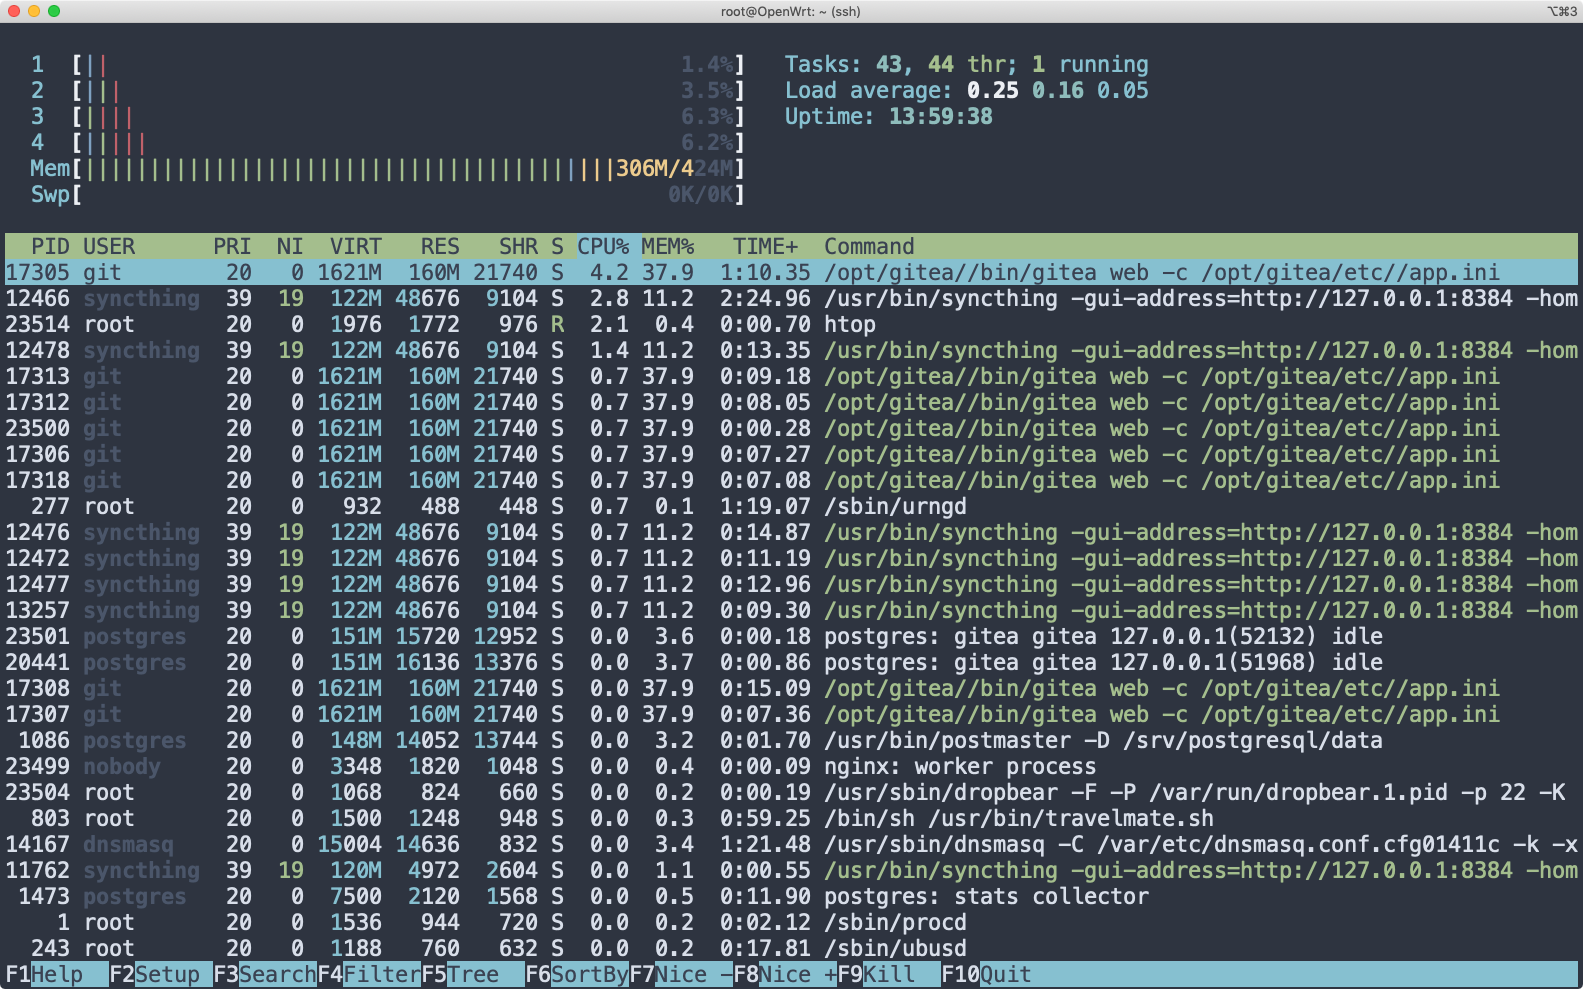 root@OpenWrt: ~ (ssh) ⌥⌘3
1 [||| 1.4%] Tasks: 43, 44 thr; 1 running
2 [||| 3.5%] Load average: 0.25 0.16 0.05
3 [|||| 6.3%] Uptime: 13:59:38
4 [||||| 6.2%]
Mem[|||||||||||||||||||||||||||||||||||||||||306M/424M]
Swp[ 0K/0K]
PID USER PRI NI VIRT RES SHR S CPU% MEM% TIME+ Command
17305 git 20 0 1621M 160M 21740 S 4.2 37.9 1:10.35 /opt/gitea//bin/gitea web -c /opt/gitea/etc//app.ini
12466 syncthing 39 19 122M 48676 9104 S 2.8 11.2 2:24.96 /usr/bin/syncthing -gui-address=http://127.0.0.1:8384 -hom
23514 root 20 0 1976 1772 976 R 2.1 0.4 0:00.70 htop
12478 syncthing 39 19 122M 48676 9104 S 1.4 11.2 0:13.35 /usr/bin/syncthing -gui-address=http://127.0.0.1:8384 -hom
17313 git 20 0 1621M 160M 21740 S 0.7 37.9 0:09.18 /opt/gitea//bin/gitea web -c /opt/gitea/etc//app.ini
17312 git 20 0 1621M 160M 21740 S 0.7 37.9 0:08.05 /opt/gitea//bin/gitea web -c /opt/gitea/etc//app.ini
23500 git 20 0 1621M 160M 21740 S 0.7 37.9 0:00.28 /opt/gitea//bin/gitea web -c /opt/gitea/etc//app.ini
17306 git 20 0 1621M 160M 21740 S 0.7 37.9 0:07.27 /opt/gitea//bin/gitea web -c /opt/gitea/etc//app.ini
17318 git 20 0 1621M 160M 21740 S 0.7 37.9 0:07.08 /opt/gitea//bin/gitea web -c /opt/gitea/etc//app.ini
277 root 20 0 932 488 448 S 0.7 0.1 1:19.07 /sbin/urngd
12476 syncthing 39 19 122M 48676 9104 S 0.7 11.2 0:14.87 /usr/bin/syncthing -gui-address=http://127.0.0.1:8384 -hom
12472 syncthing 39 19 122M 48676 9104 S 0.7 11.2 0:11.19 /usr/bin/syncthing -gui-address=http://127.0.0.1:8384 -hom
12477 syncthing 39 19 122M 48676 9104 S 0.7 11.2 0:12.96 /usr/bin/syncthing -gui-address=http://127.0.0.1:8384 -hom
13257 syncthing 39 19 122M 48676 9104 S 0.7 11.2 0:09.30 /usr/bin/syncthing -gui-address=http://127.0.0.1:8384 -hom
23501 postgres 20 0 151M 15720 12952 S 0.0 3.6 0:00.18 postgres: gitea gitea 127.0.0.1(52132) idle
20441 postgres 20 0 151M 16136 13376 S 0.0 3.7 0:00.86 postgres: gitea gitea 127.0.0.1(51968) idle
17308 git 20 0 1621M 160M 21740 S 0.0 37.9 0:15.09 /opt/gitea//bin/gitea web -c /opt/gitea/etc//app.ini
17307 git 20 0 1621M 160M 21740 S 0.0 37.9 0:07.36 /opt/gitea//bin/gitea web -c /opt/gitea/etc//app.ini
1086 postgres 20 0 148M 14052 13744 S 0.0 3.2 0:01.70 /usr/bin/postmaster -D /srv/postgresql/data
23499 nobody 20 0 3348 1820 1048 S 0.0 0.4 0:00.09 nginx: worker process
23504 root 20 0 1068 824 660 S 0.0 0.2 0:00.19 /usr/sbin/dropbear -F -P /var/run/dropbear.1.pid -p 22 -K
803 root 20 0 1500 1248 948 S 0.0 0.3 0:59.25 /bin/sh /usr/bin/travelmate.sh
14167 dnsmasq 20 0 15004 14636 832 S 0.0 3.4 1:21.48 /usr/sbin/dnsmasq -C /var/etc/dnsmasq.conf.cfg01411c -k -x
11762 syncthing 39 19 120M 4972 2604 S 0.0 1.1 0:00.55 /usr/bin/syncthing -gui-address=http://127.0.0.1:8384 -hom
1473 postgres 20 0 7500 2120 1568 S 0.0 0.5 0:11.90 postgres: stats collector
1 root 20 0 1536 944 720 S 0.0 0.2 0:02.12 /sbin/procd
243 root 20 0 1188 760 632 S 0.0 0.2 0:17.81 /sbin/ubusd
F1Help F2Setup F3SearchF4FilterF5Tree F6SortByF7Nice -F8Nice +F9Kill F10Quit